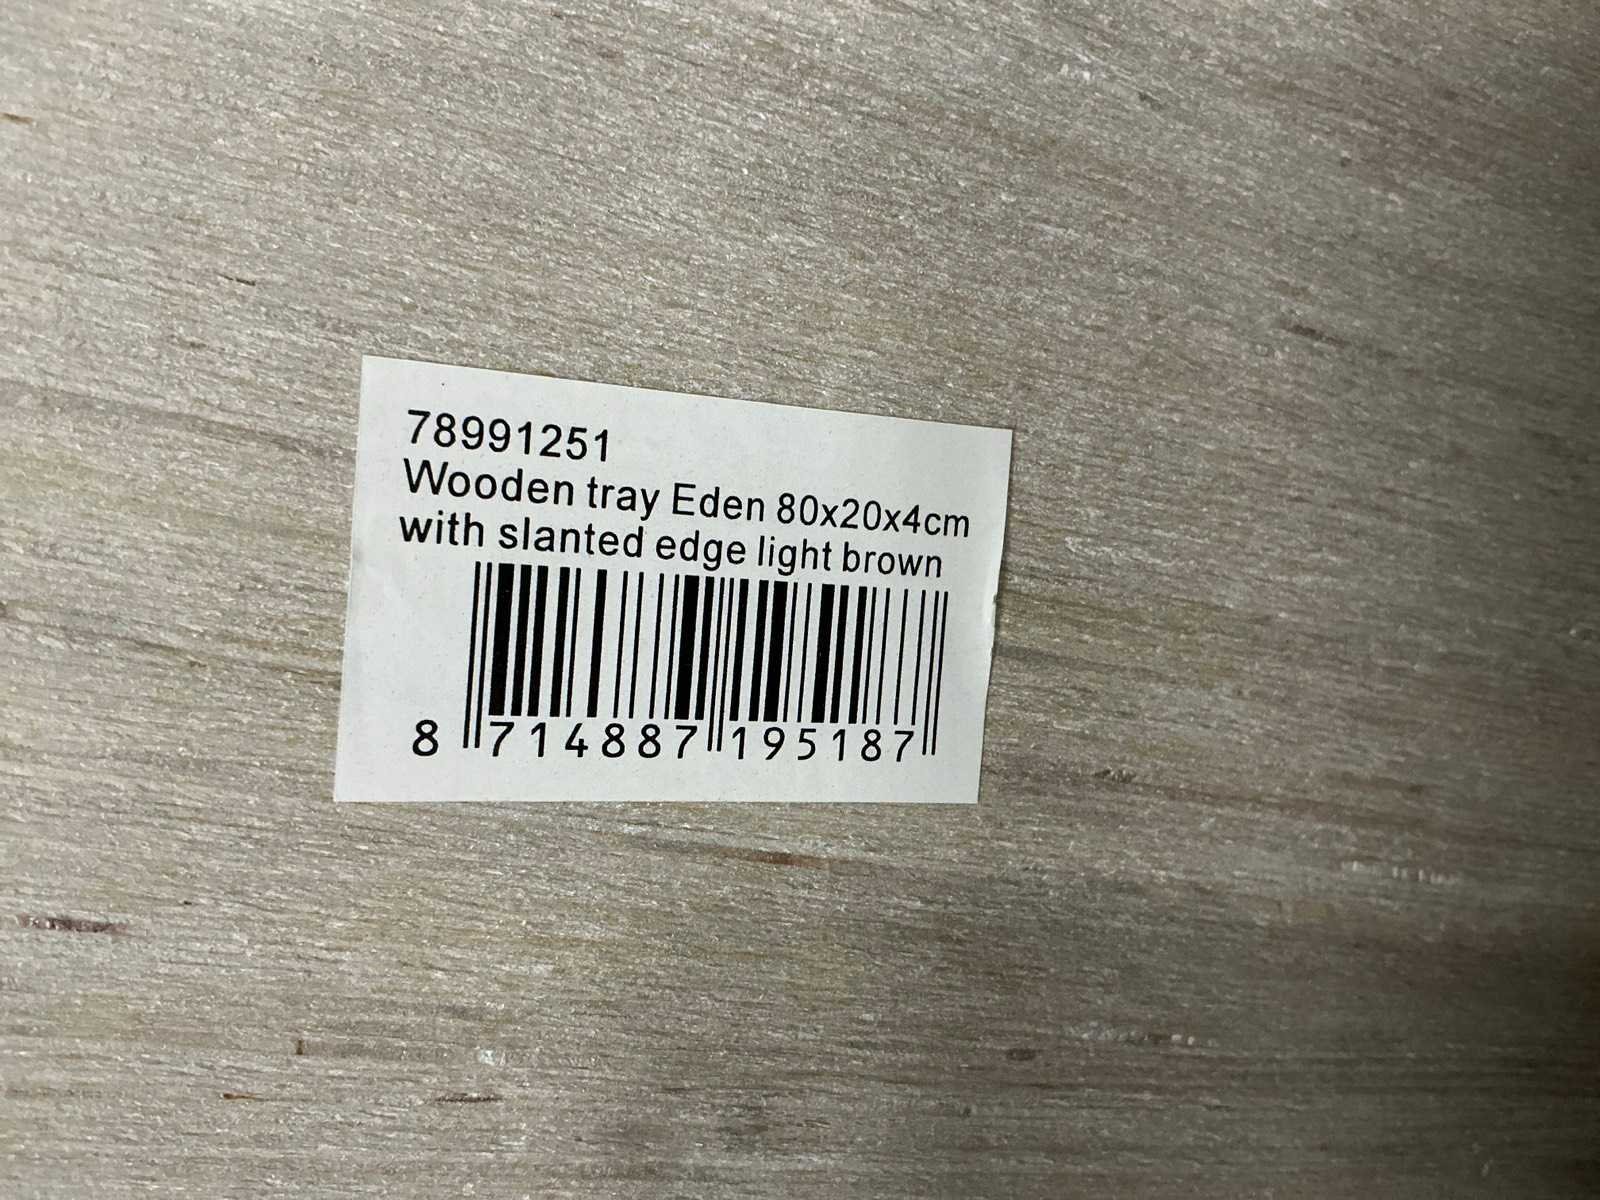 78991251
Wooden tray Eden 80x20x4cm
with slanted edge light brown
8 714887 195187